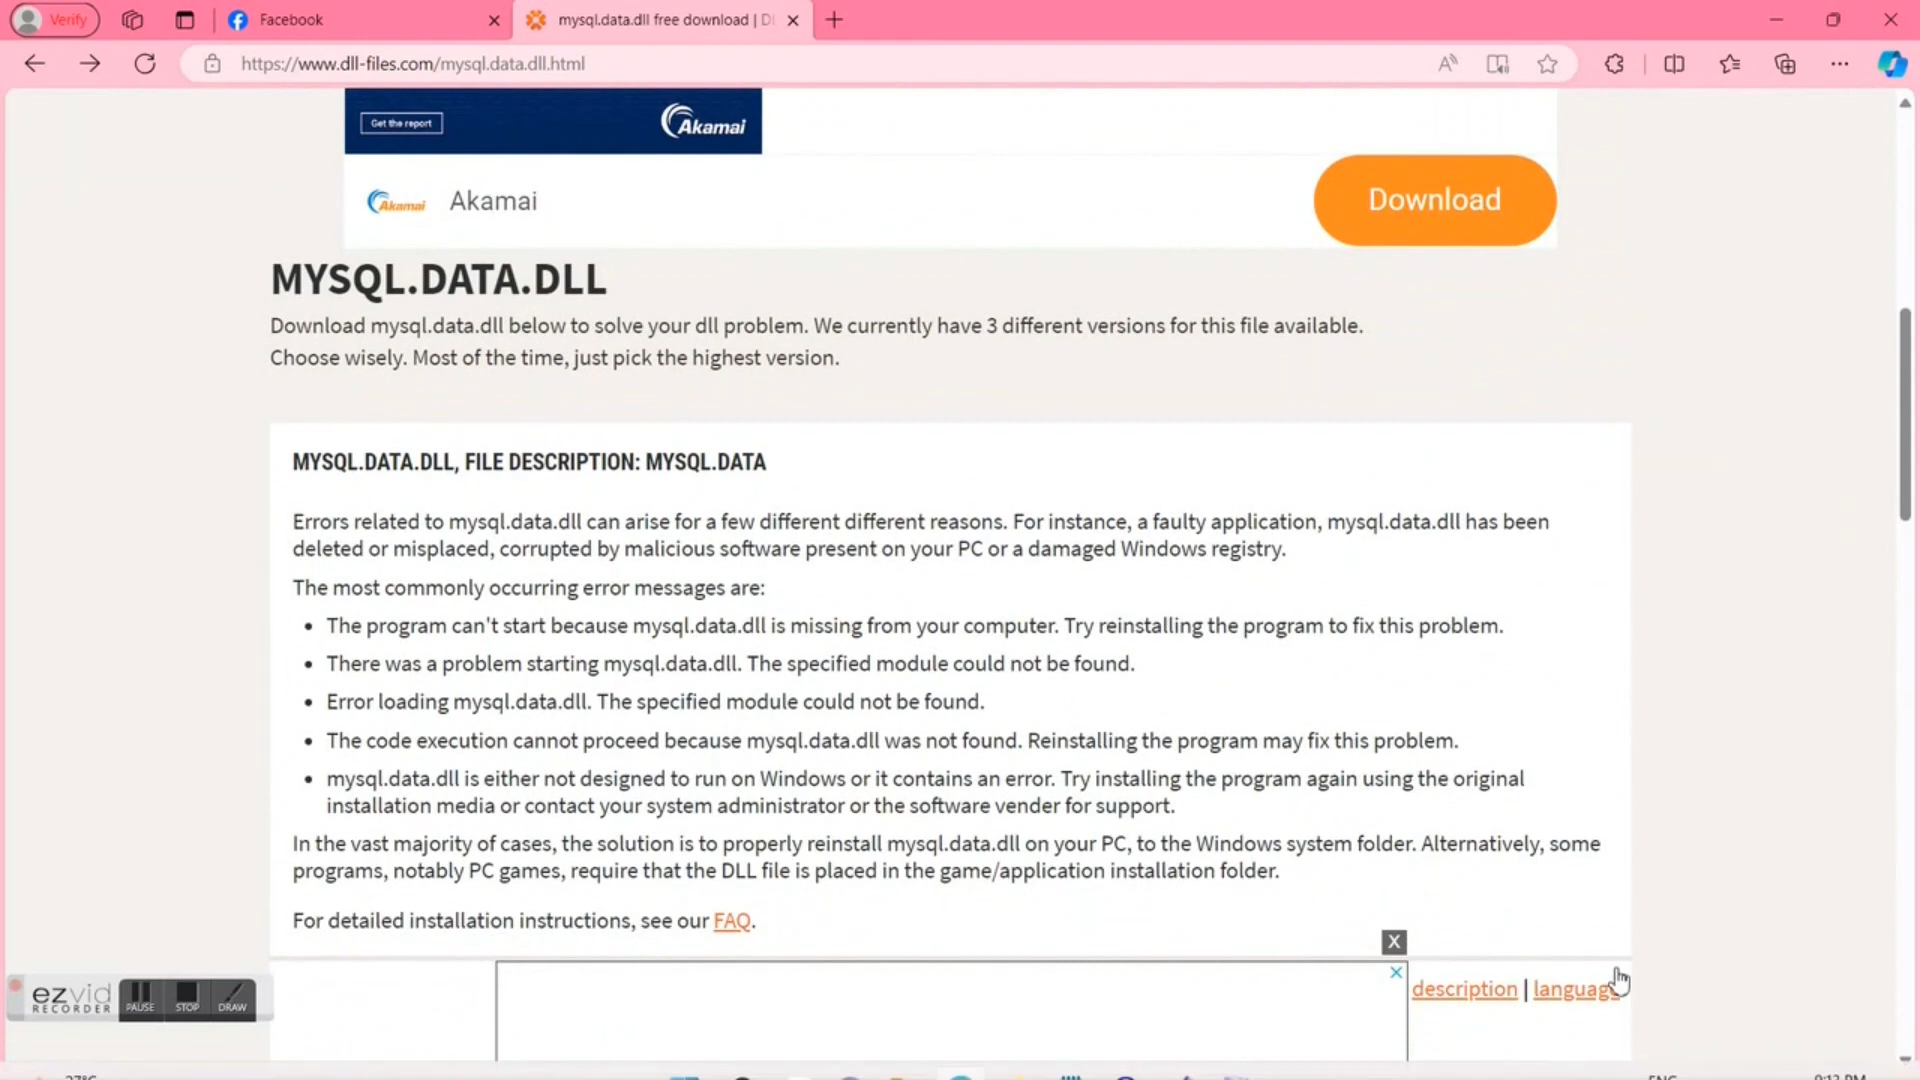 Verify
Facebook
mysql.data.dll free download | Dl
https://www.dll-files.com/mysql.data.dll.html
Get the report
Akamai
Akamai
Akamai
Download
MYSQL.DATA.DLL
Download mysql.data.dll below to solve your dll problem. We currently have 3 different versions for this file available.
Choose wisely. Most of the time, just pick the highest version.
MYSQL.DATA.DLL, FILE DESCRIPTION: MYSQL.DATA
Errors related to mysql.data.dll can arise for a few different different reasons. For instance, a faulty application, mysql.data.dll has been
deleted or misplaced, corrupted by malicious software present on your PC or a damaged Windows registry.
The most commonly occurring error messages are:
• The program can't start because mysql.data.dll is missing from your computer. Try reinstalling the program to fix this problem.
• There was a problem starting mysql.data.dll. The specified module could not be found.
• Error loading mysql.data.dll. The specified module could not be found.
• The code execution cannot proceed because mysql.data.dll was not found. Reinstalling the program may fix this problem.
• mysql.data.dll is either not designed to run on Windows or it contains an error. Try installing the program again using the original
installation media or contact your system administrator or the software vender for support.
In the vast majority of cases, the solution is to properly reinstall mysql.data.dll on your PC, to the Windows system folder. Alternatively, some
programs, notably PC games, require that the DLL file is placed in the game/application installation folder.
For detailed installation instructions, see our FAQ.
X
description | language
ezvid
RECORDER
PAUSE
STOP
DRAW